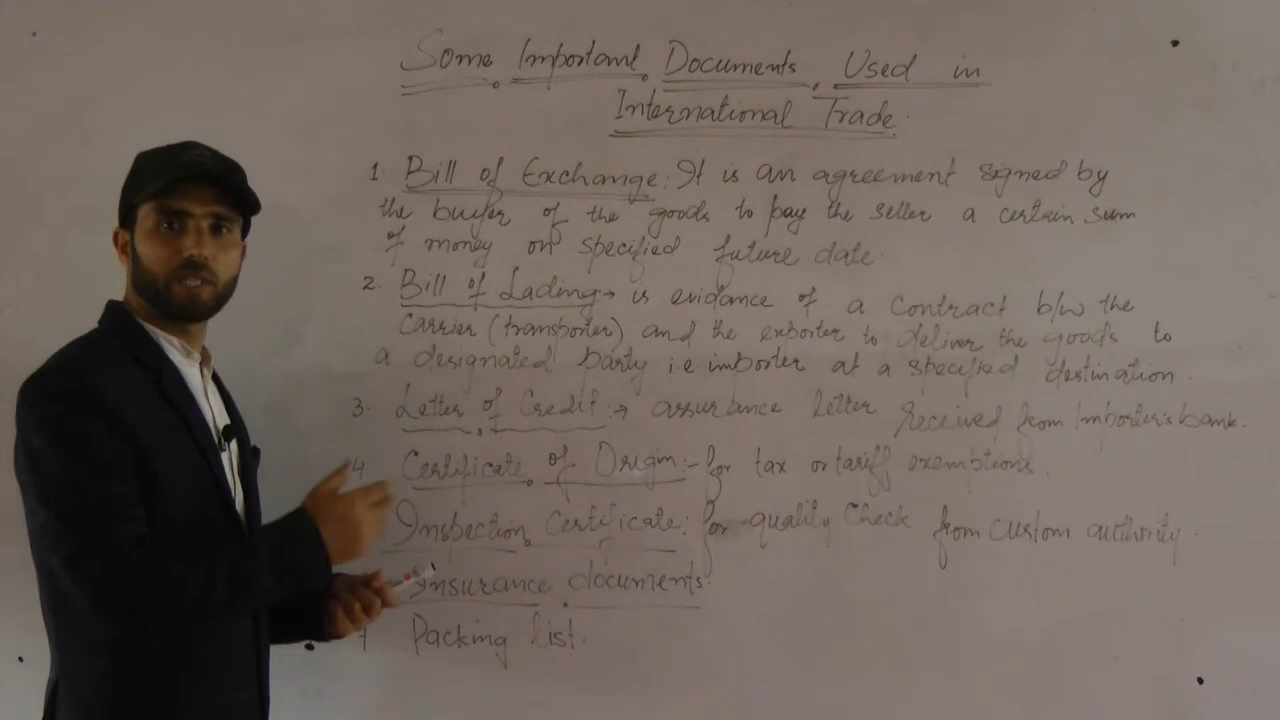 Some Important Documents Used in
International Trade.
1. Bill of Exchange: It is an agreement signed by
the buyer of the goods to pay the seller a certain sum
of money on specified future date.
2. Bill of Lading:→ is evidance of a contract b/w the
carrier (transporter) and the exporter to deliver the goods to
a designated party i.e importer at a specified destination.
3. Letter of Credit:→ assurance letter received from Importer's bank.
4 Certificate of Origin:- for tax or tariff exemptions.
Inspection Certificate: for quality check from custom authority.
Insurance documents.
7 Packing list.